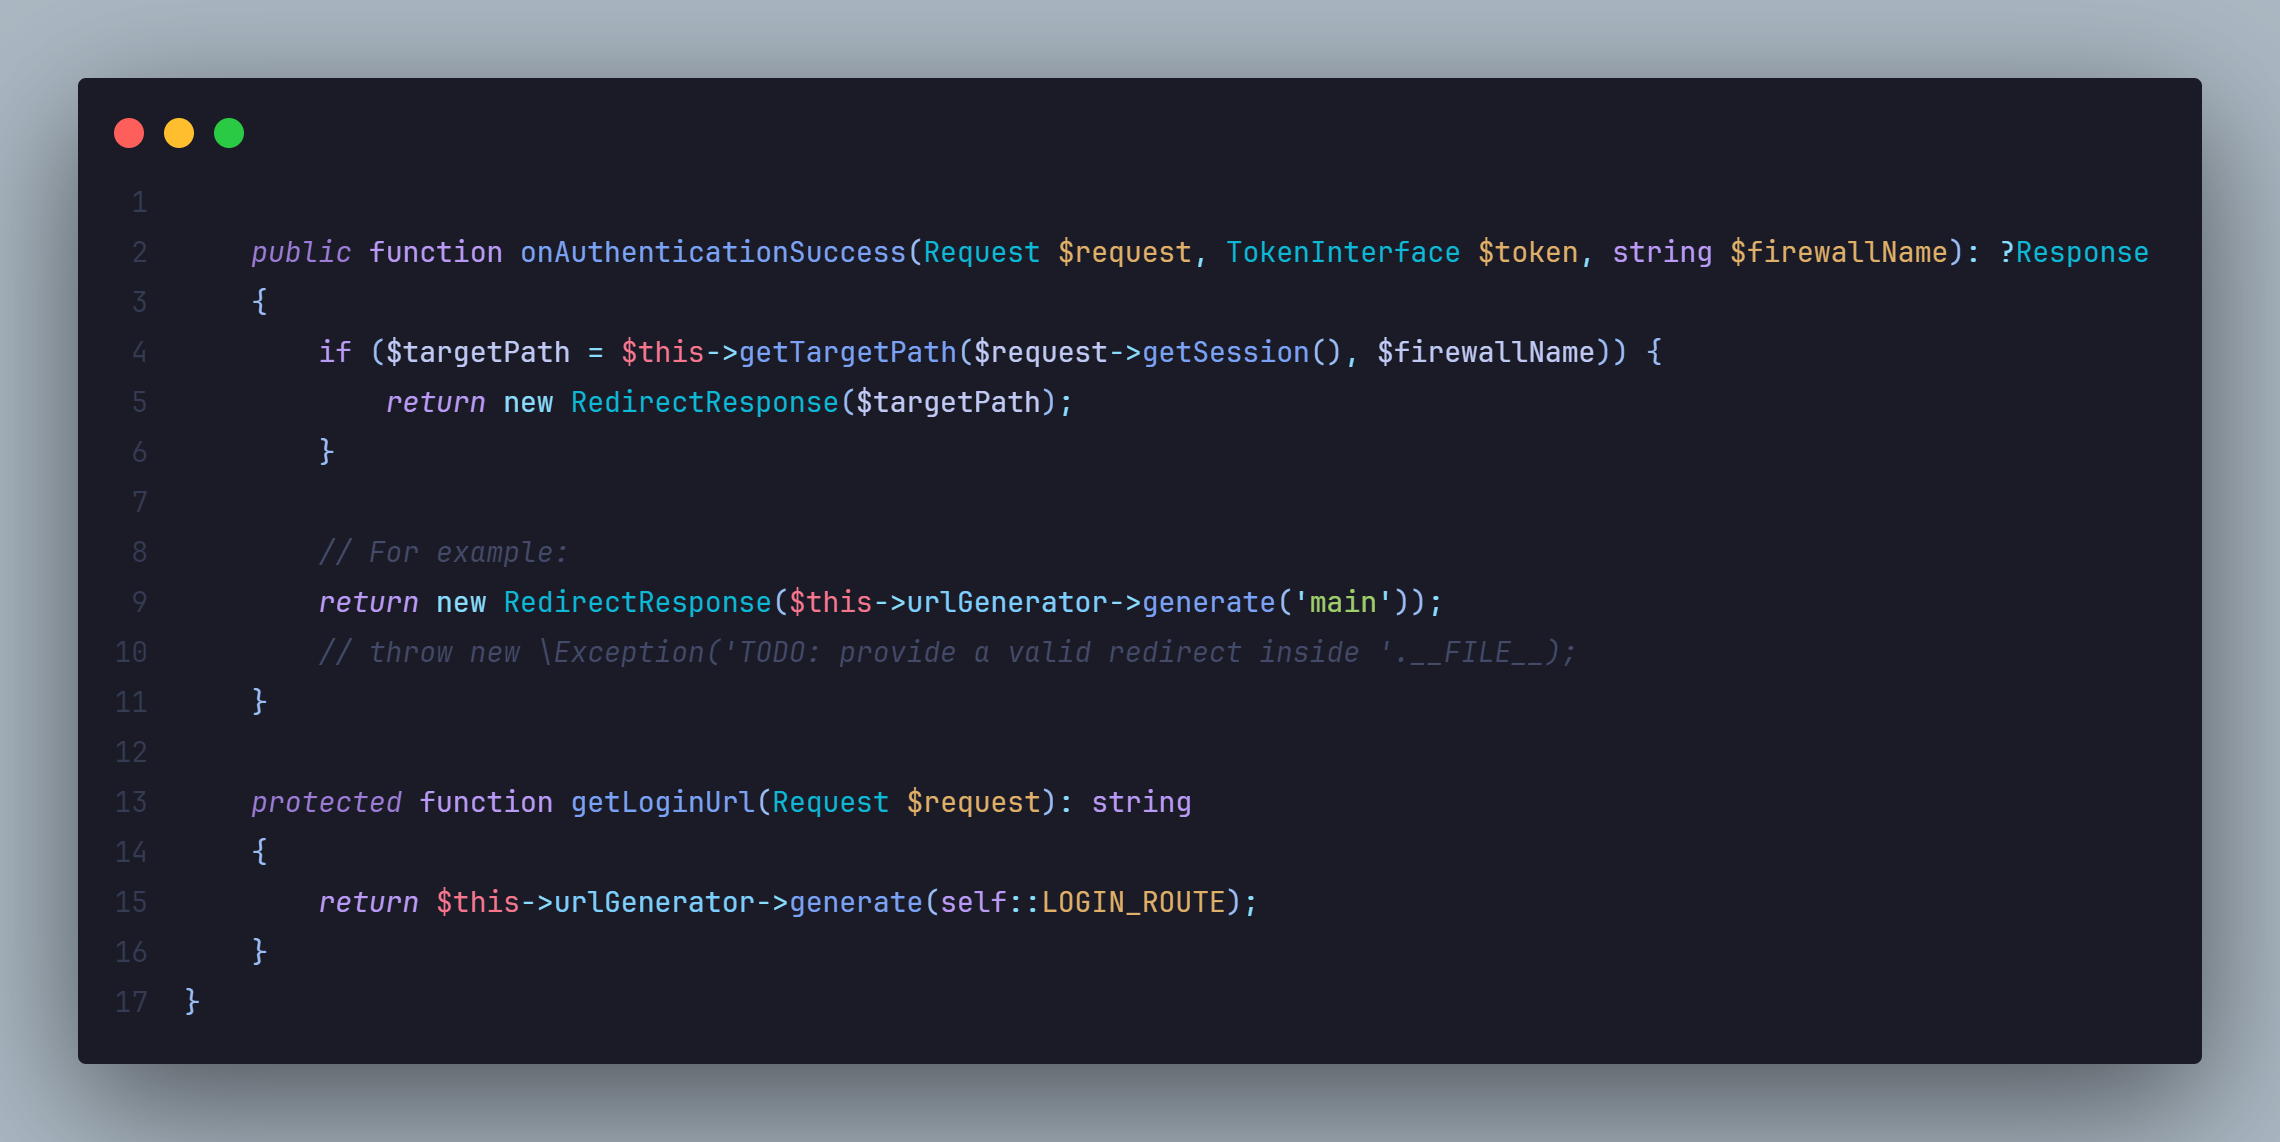 1
2     public function onAuthenticationSuccess(Request $request, TokenInterface $token, string $firewallName): ?Response
3     {
4         if ($targetPath = $this->getTargetPath($request->getSession(), $firewallName)) {
5             return new RedirectResponse($targetPath);
6         }
7
8         // For example:
9         return new RedirectResponse($this->urlGenerator->generate('main'));
10         // throw new \Exception('TODO: provide a valid redirect inside '.__FILE__);
11     }
12
13     protected function getLoginUrl(Request $request): string
14     {
15         return $this->urlGenerator->generate(self::LOGIN_ROUTE);
16     }
17 }